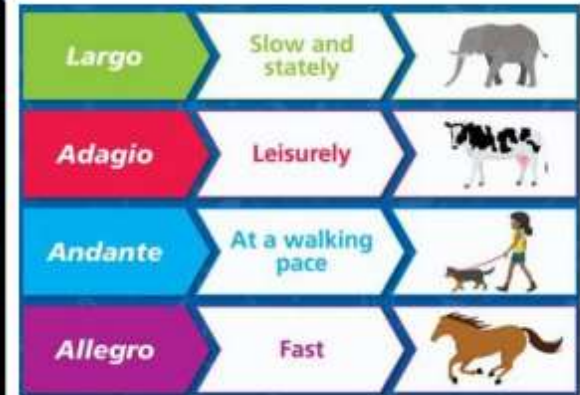 Largo
Slow and
stately
Adagio
Leisurely
Andante
At a walking
pace
Allegro
Fast